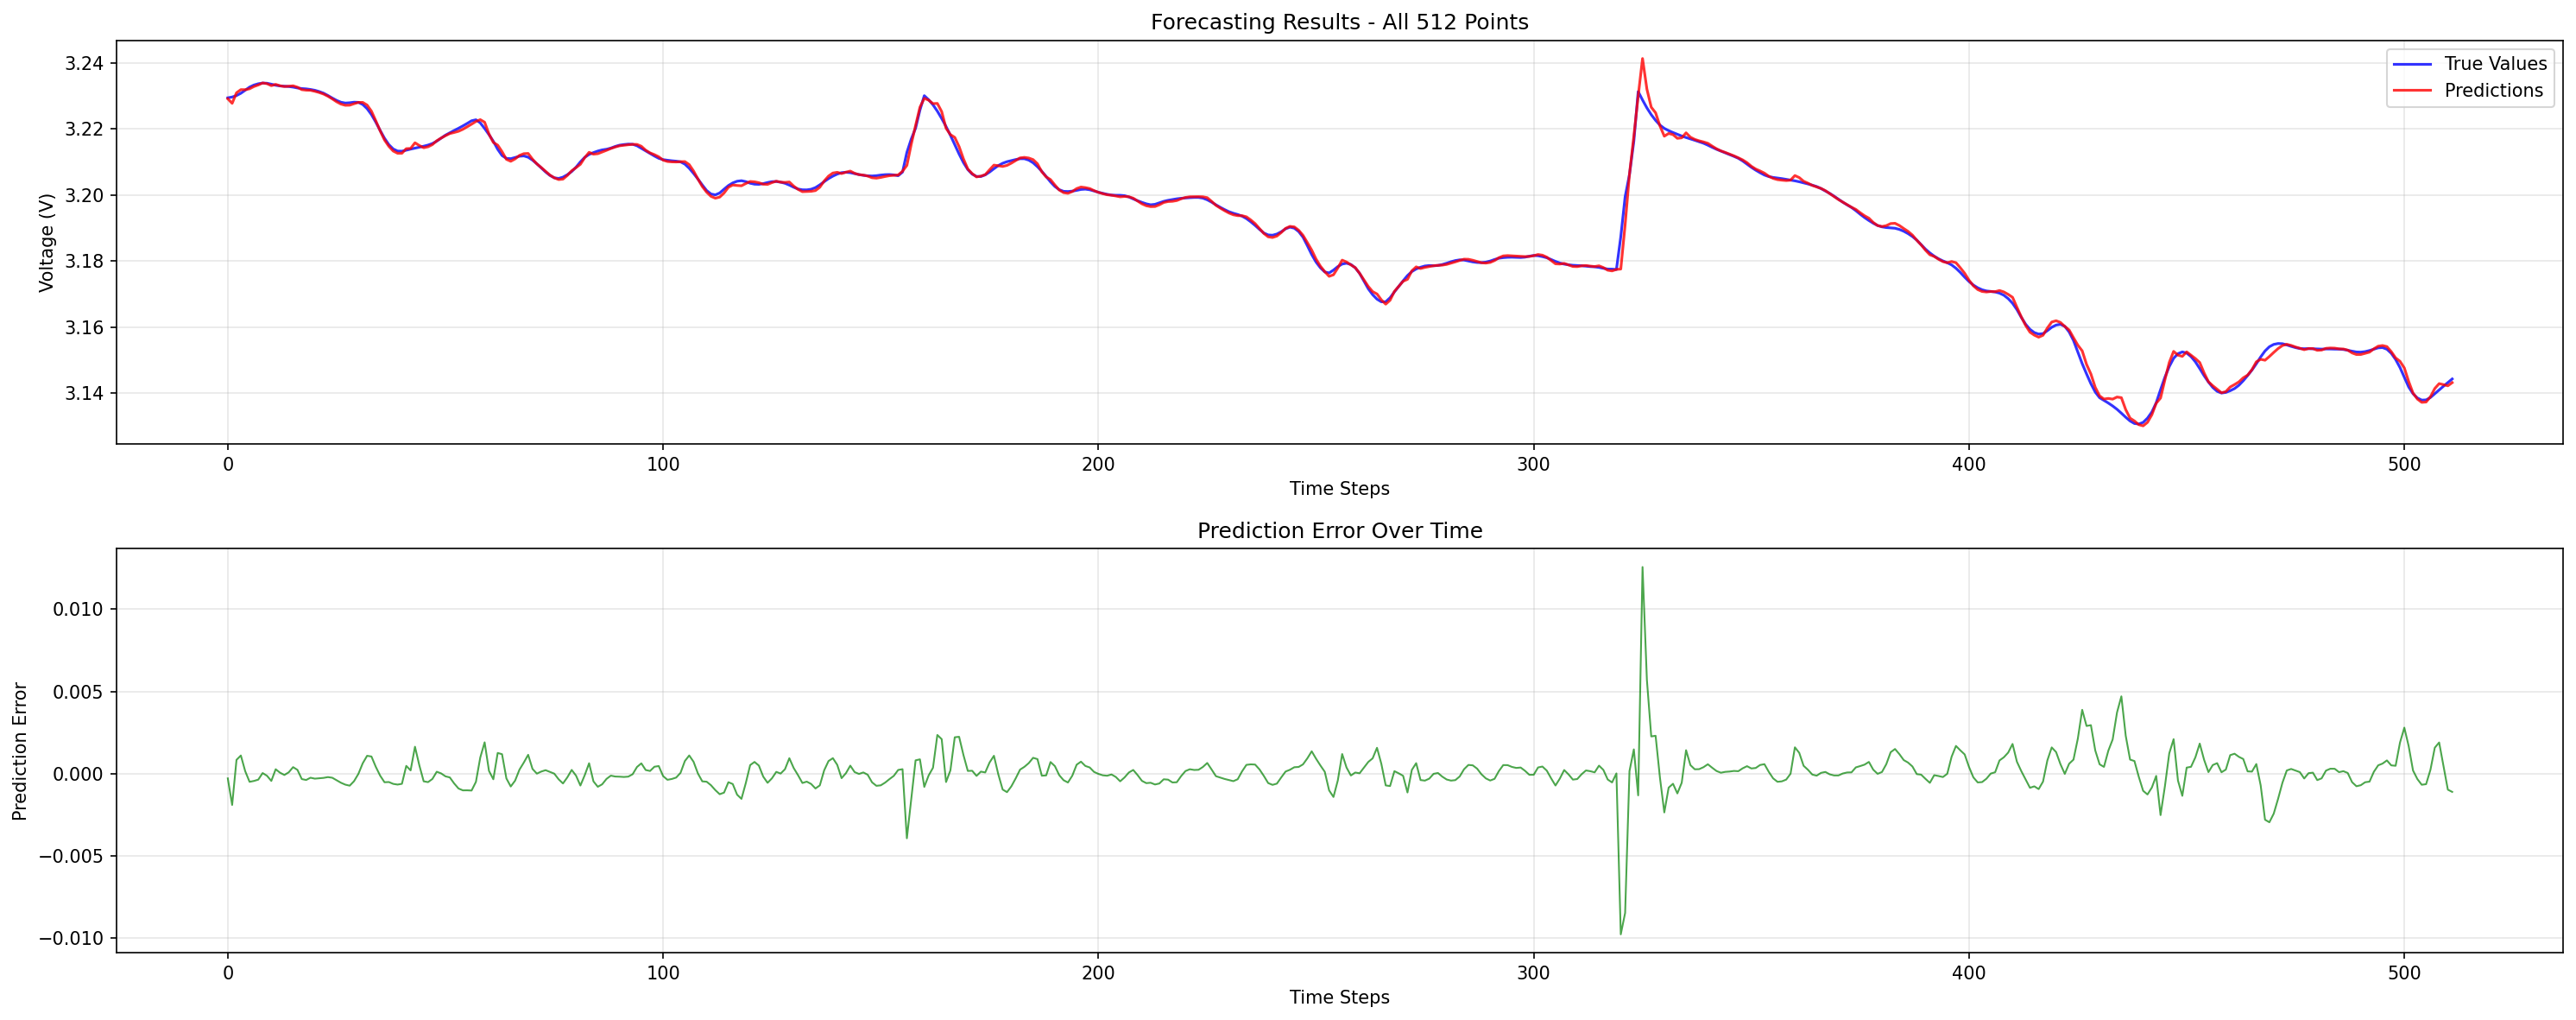 Forecasting Results - All 512 Points
3.24
3.22
3.20
3.18
3.16
3.14
Voltage (V)
True Values
Predictions
0 100 200 300 400 500
Time Steps
Prediction Error Over Time
0.010
0.005
0.000
−0.005
−0.010
Prediction Error
0 100 200 300 400 500
Time Steps